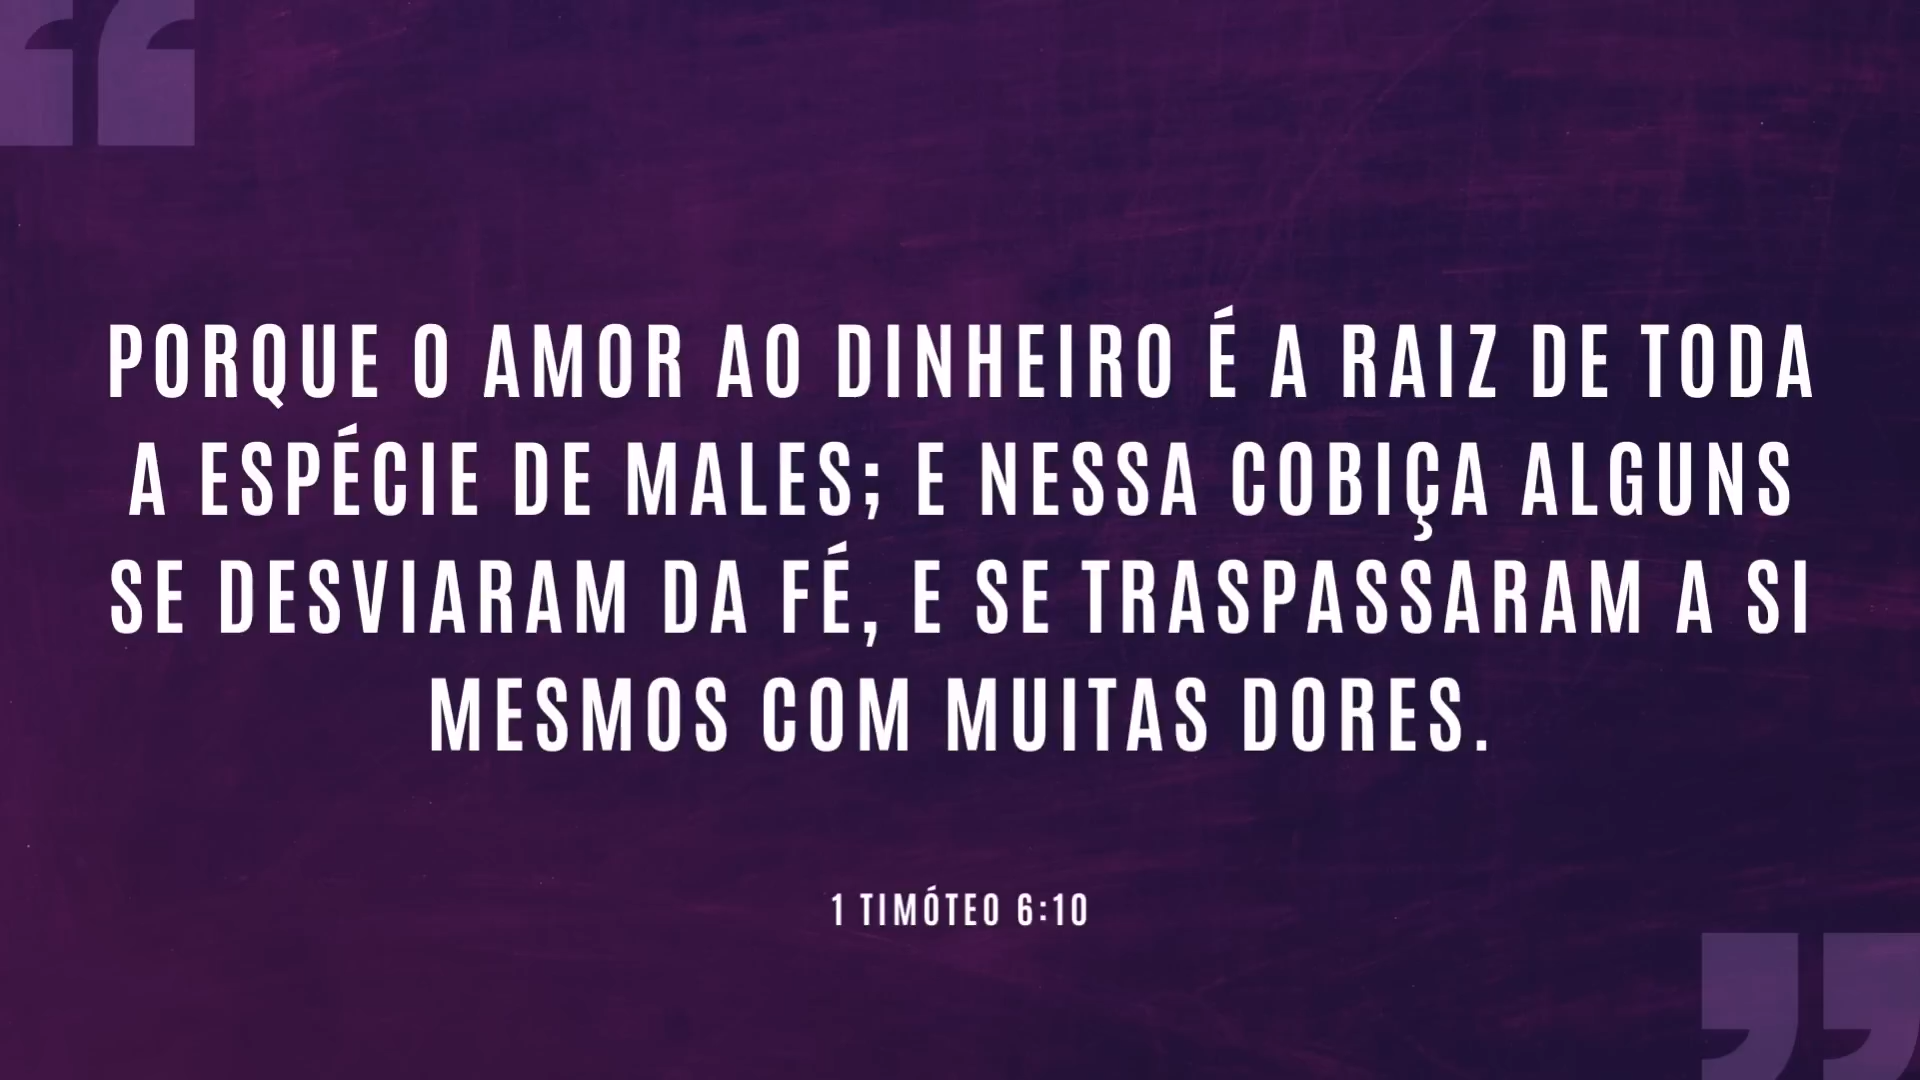 PORQUE O AMOR AO DINHEIRO É A RAIZ DE TODA
A ESPÉCIE DE MALES; E NESSA COBIÇA ALGUNS
SE DESVIARAM DA FÉ, E SE TRASPASSARAM A SI
MESMOS COM MUITAS DORES.
1 TIMÓTEO 6:10